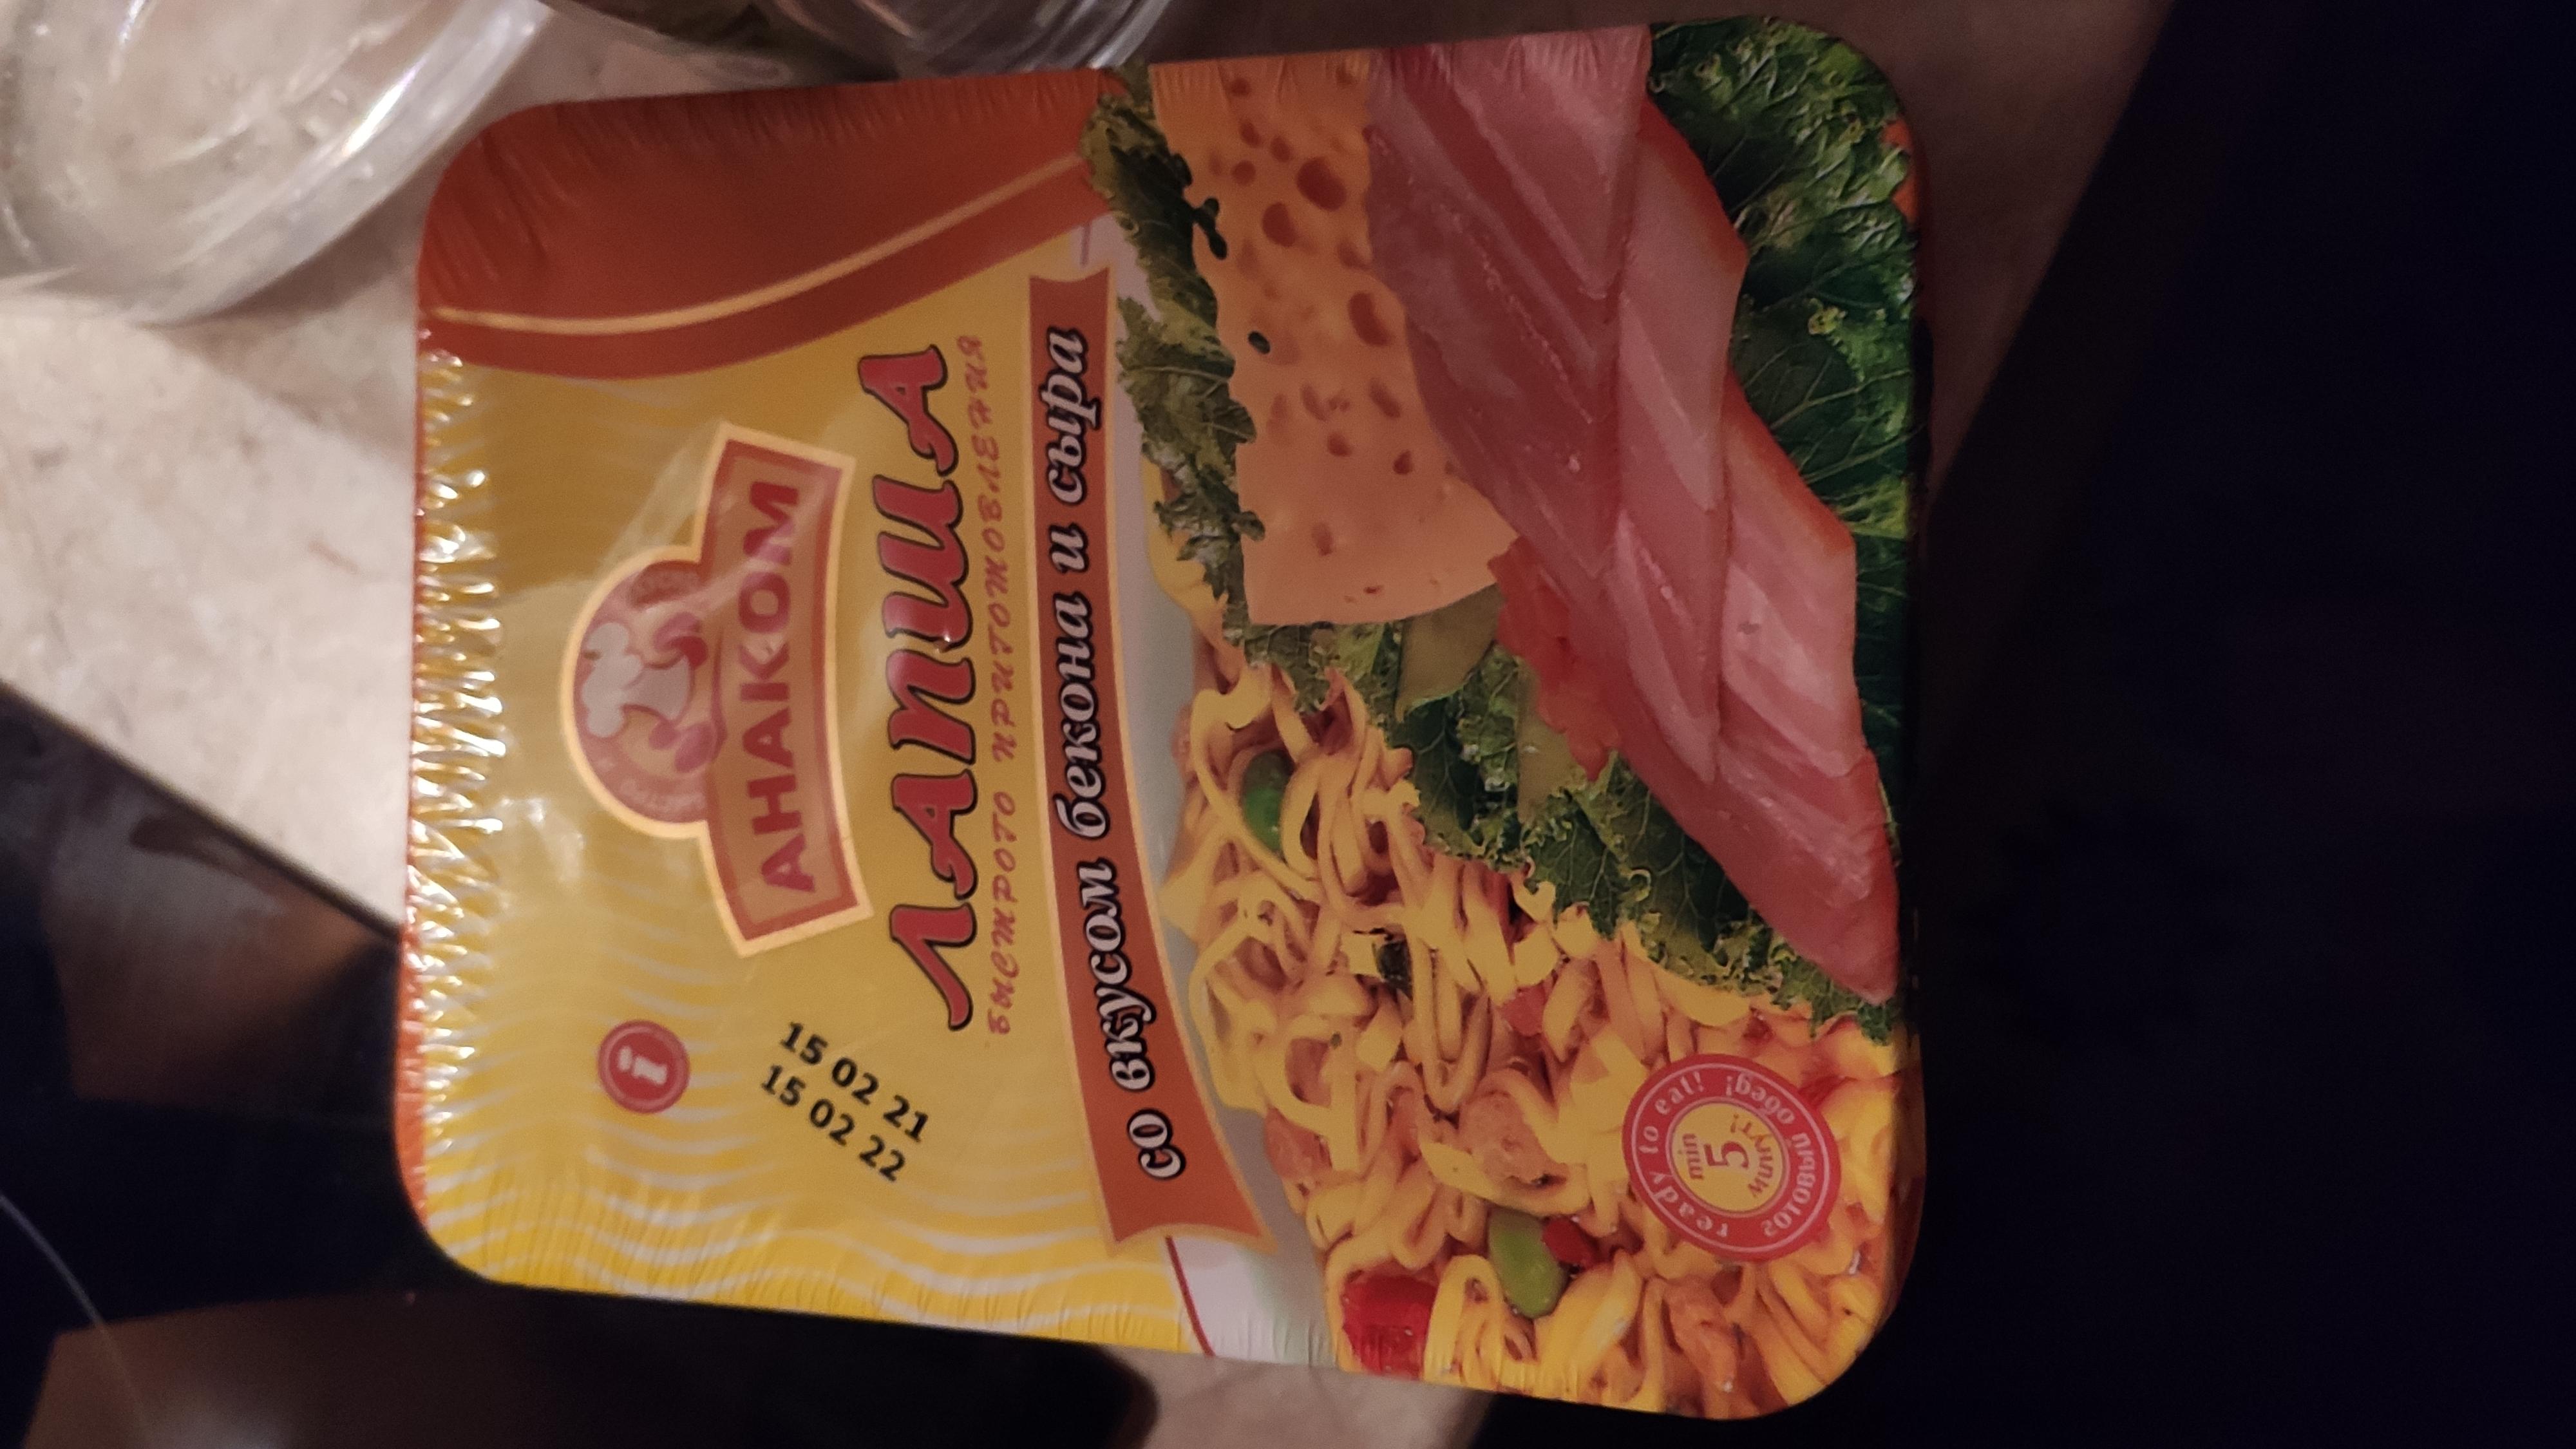 АНАКОМ
Лапша
быстрого приготовления
со вкусом бекона и сыра
i
15 02 21
15 02 22
ready to eat!
min
5
минут!
готовый обед!